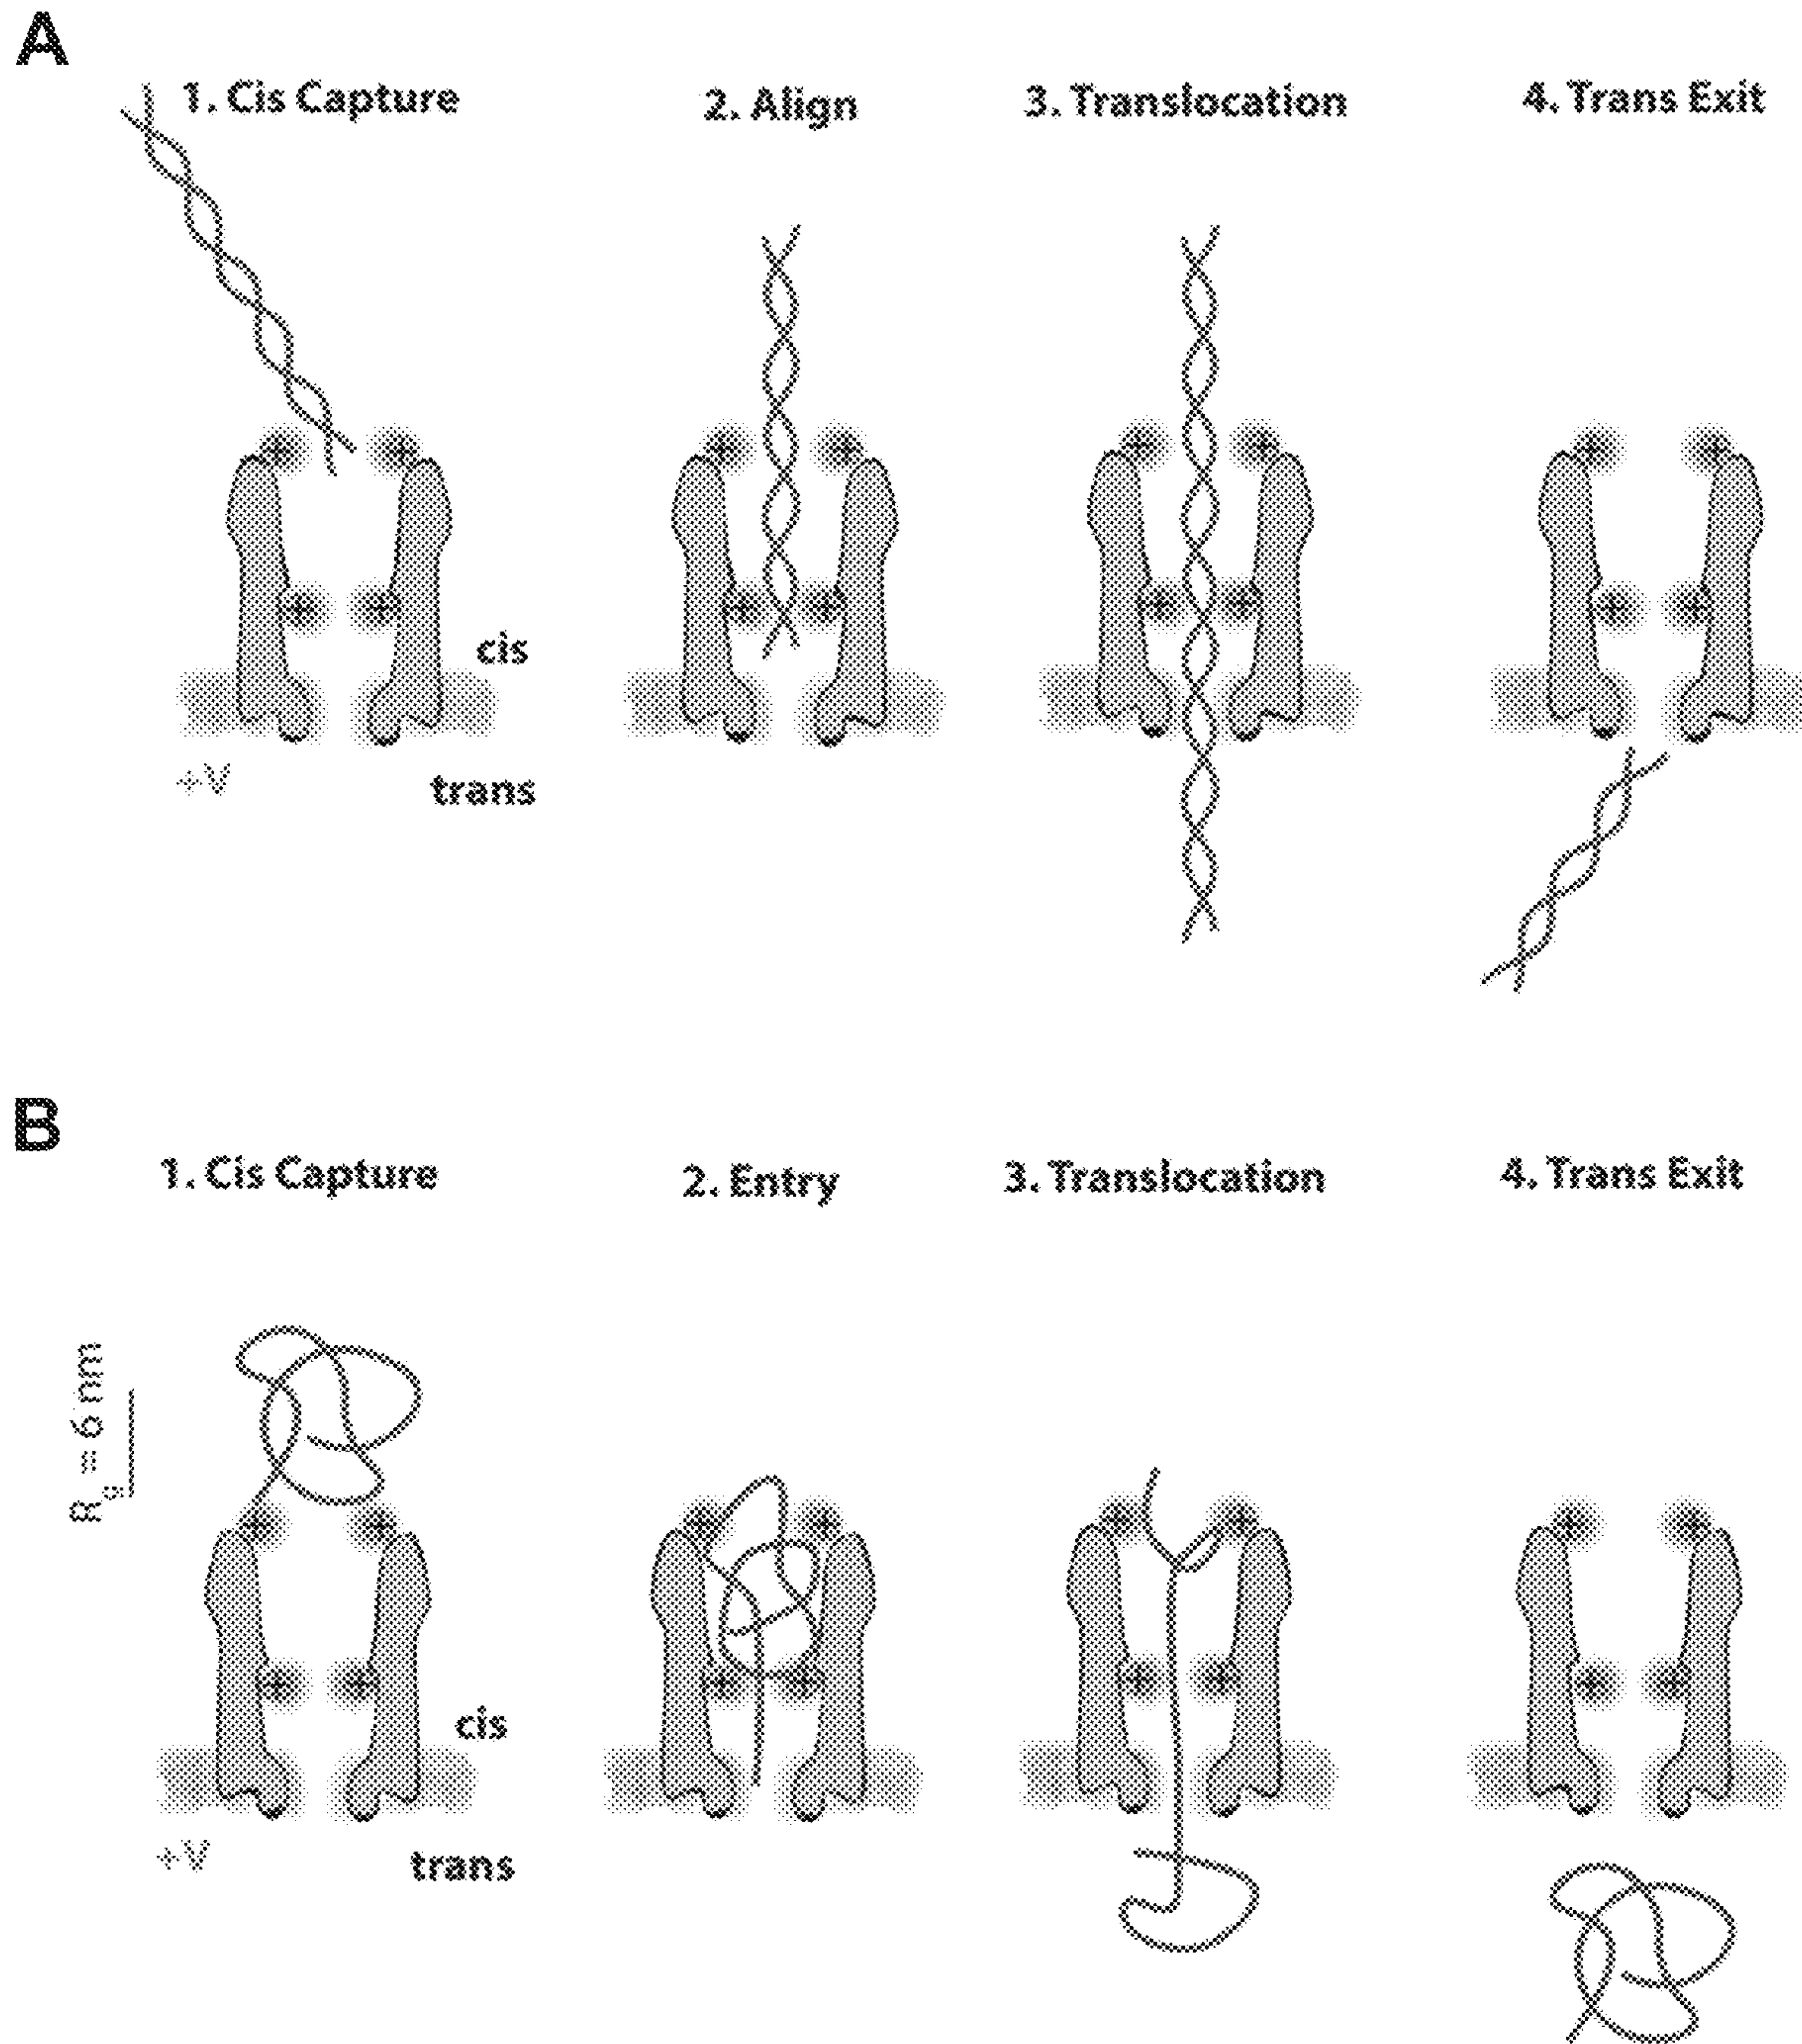 A
1. Cis Capture
2. Align
3. Translocation
4. Trans Exit
+ +
+ +
+ +
+ +
+ +
+ +
+ +
+ +
cis
+V
trans
B
1. Cis Capture
2. Entry
3. Translocation
4. Trans Exit
Rg = 6 nm
+ +
+ +
+ +
+ +
+ +
+ +
+ +
+ +
cis
+V
trans